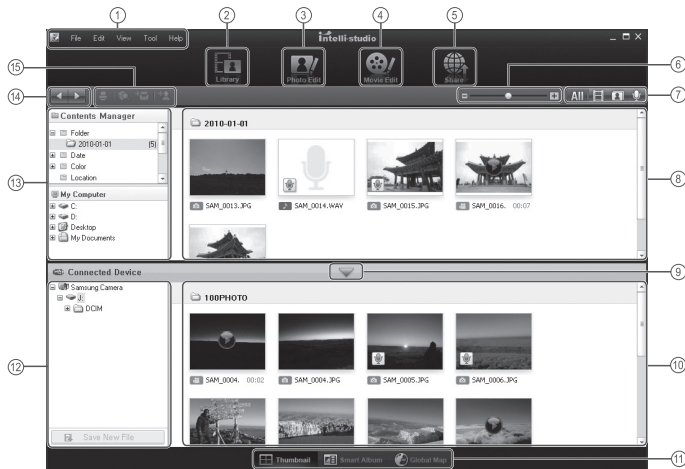 1 2 3 4 5
File Edit View Tool Help
intelli-studio
Library Photo Edit Movie Edit Share
15 6
14 All 7
Contents Manager
Folder
2010-01-01 (5)
Date
Color
Location
13
My Computer
C:
D:
Desktop
My Documents
2010-01-01
SAM_0013.JPG SAM_0014.WAV SAM_0015.JPG SAM_0016. 00:07
8
Connected Device
9
Samsung Camera
J:
DCIM
12
Save New File
100PHOTO
SAM_0004. 00:02 SAM_0004.JPG SAM_0005.JPG SAM_0006.JPG
10
Thumbnail Smart Album Global Map
11